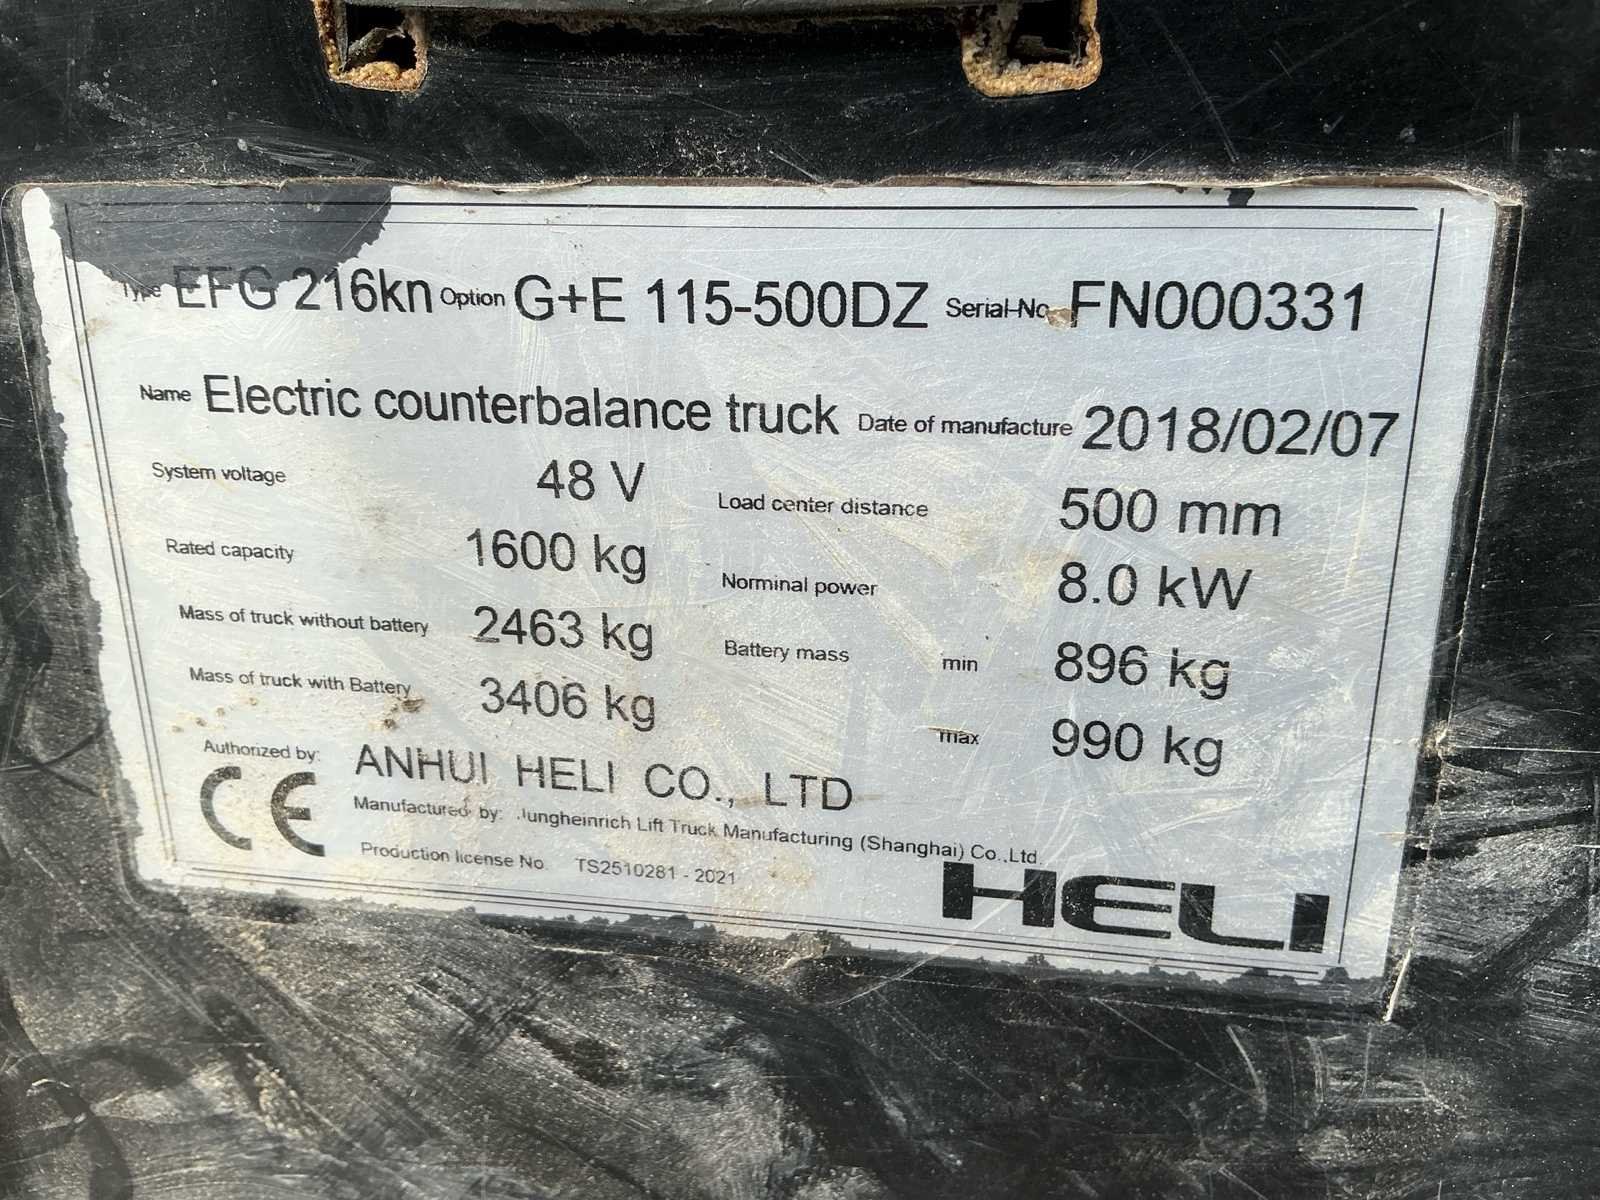 Type EFG 216kn Option G+E 115-500DZ Serial-No. FN000331
Name Electric counterbalance truck Date of manufacture 2018/02/07
System voltage 48 V Load center distance 500 mm
Rated capacity 1600 kg Norminal power 8.0 kW
Mass of truck without battery 2463 kg Battery mass min 896 kg
Mass of truck with Battery 3406 kg max 990 kg
Authorized by: ANHUI HELI CO., LTD
CE Manufactured by: Jungheinrich Lift Truck Manufacturing (Shanghai) Co.,Ltd.
Production license No. TS2510281 - 2021
HELI